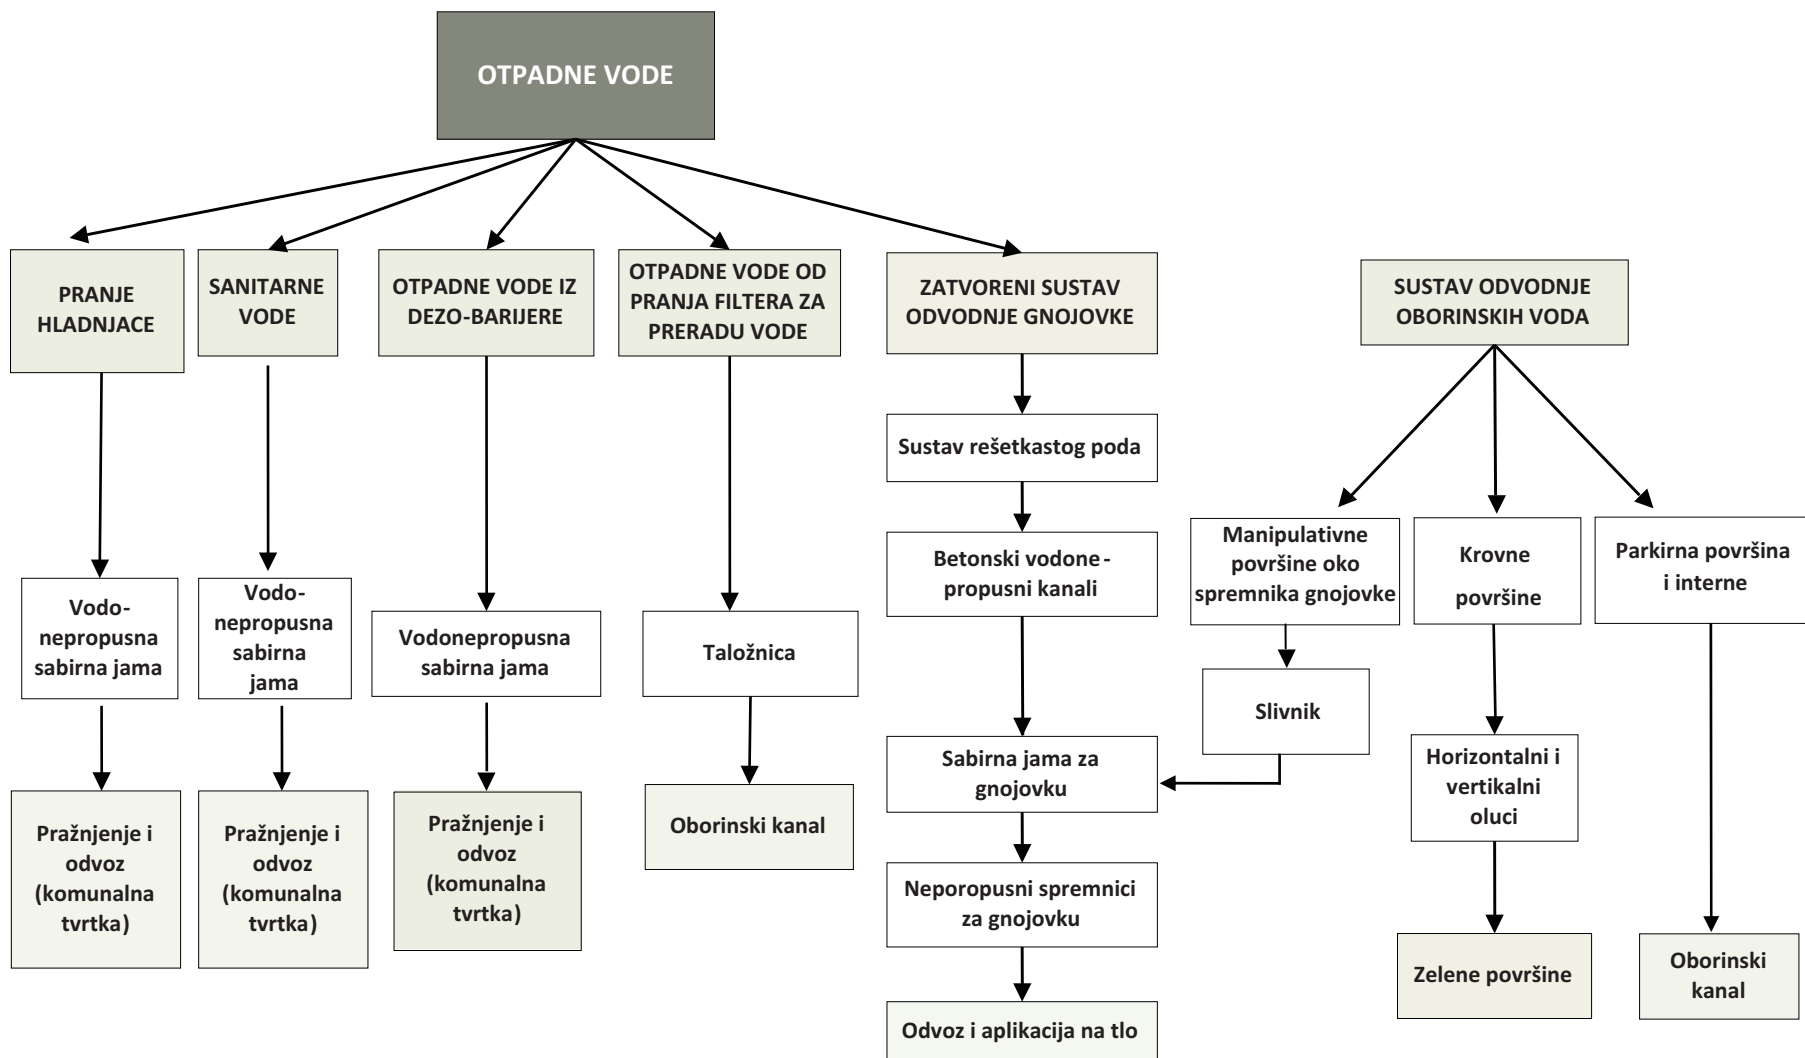 OTPADNE VODE
PRANJE
HLADNJACE
SANITARNE
VODE
OTPADNE VODE IZ
DEZO-BARIJERE
OTPADNE VODE OD
PRANJA FILTERA ZA
PRERADU VODE
ZATVORENI SUSTAV
ODVODNJE GNOJOVKE
SUSTAV ODVODNJE
OBORINSKIH VODA
Sustav rešetkastog poda
Betonski vodone-
propusni kanali
Manipulativne
površine oko
spremnika gnojovke
Krovne
površine
Parkirna površina
i interne
Vodo-
nepropusna
sabirna jama
Vodo-
nepropusna
sabirna
jama
Vodonepropusna
sabirna jama
Taložnica
Slivnik
Sabirna jama za
gnojovku
Horizontalni i
vertikalni
oluci
Pražnjenje i
odvoz
(komunalna
tvrtka)
Pražnjenje i
odvoz
(komunalna
tvrtka)
Pražnjenje i
odvoz
(komunalna
tvrtka)
Oborinski kanal
Neporopusni spremnici
za gnojovku
Zelene površine
Oborinski
kanal
Odvoz i aplikacija na tlo